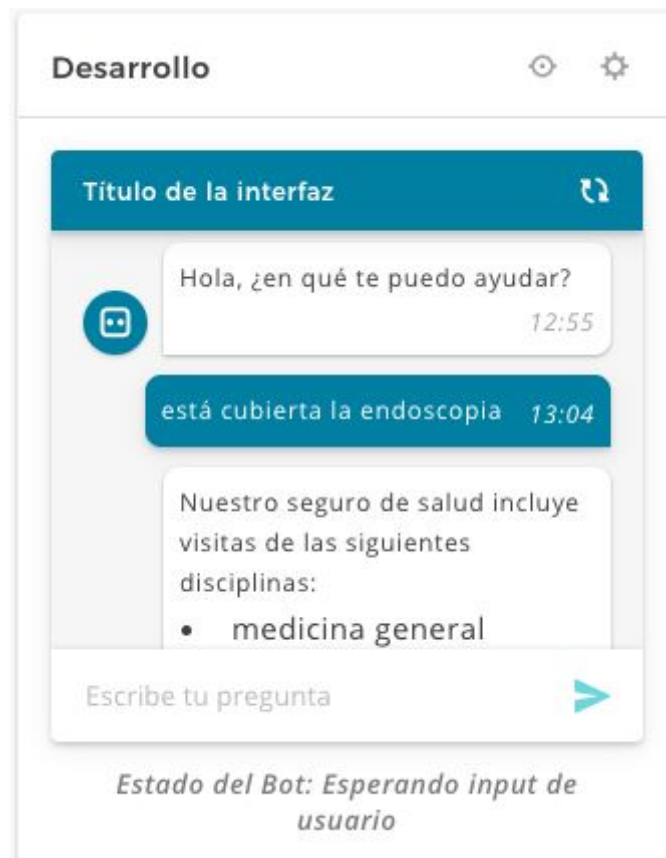 Desarrollo
Título de la interfaz
Hola, ¿en qué te puedo ayudar?
12:55
está cubierta la endoscopia 13:04
Nuestro seguro de salud incluye
visitas de las siguientes
disciplinas:
• medicina general
Escribe tu pregunta
Estado del Bot: Esperando input de
usuario